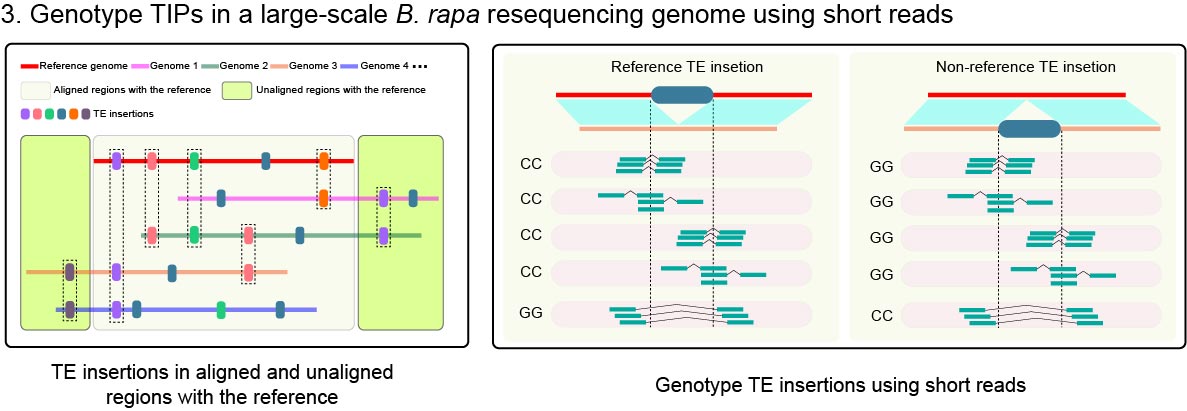 3. Genotype TIPs in a large-scale B. rapa resequencing genome using short reads
Reference genome Genome 1 Genome 2 Genome 3 Genome 4 •••
Aligned regions with the reference Unaligned regions with the reference
TE insertions
TE insertions in aligned and unaligned
regions with the reference
Reference TE insetion
CC
CC
CC
CC
GG
Non-reference TE insetion
GG
GG
GG
GG
CC
Genotype TE insertions using short reads